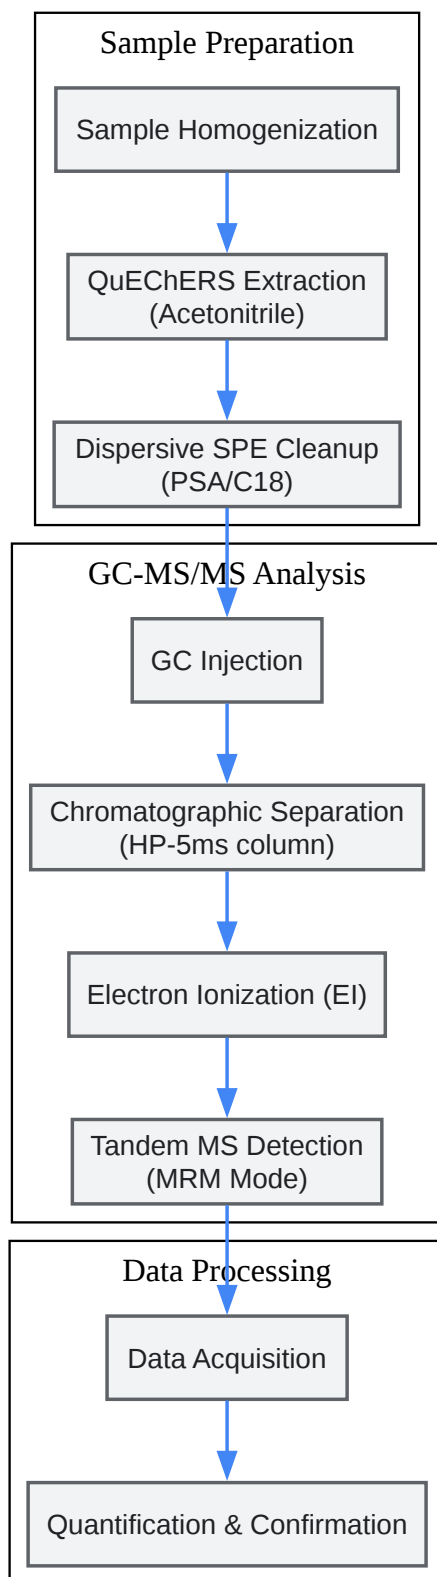 Sample Preparation
Sample Homogenization
QuEChERS Extraction
(Acetonitrile)
Dispersive SPE Cleanup
(PSA/C18)
GC-MS/MS Analysis
GC Injection
Chromatographic Separation
(HP-5ms column)
Electron Ionization (EI)
Tandem MS Detection
(MRM Mode)
Data Processing
Data Acquisition
Quantification & Confirmation